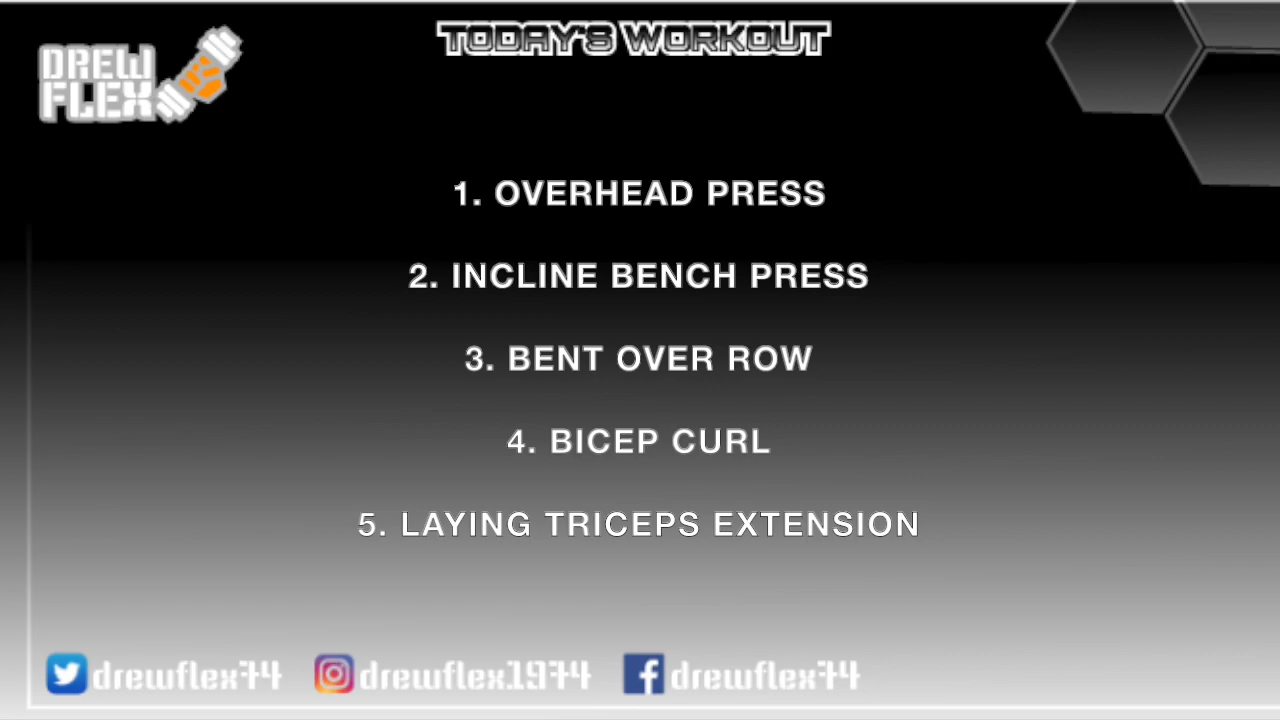 DREW
FLEX
TODAY'S WORKOUT
1. OVERHEAD PRESS
2. INCLINE BENCH PRESS
3. BENT OVER ROW
4. BICEP CURL
5. LAYING TRICEPS EXTENSION
drewflex74 drewflex1974 drewflex74